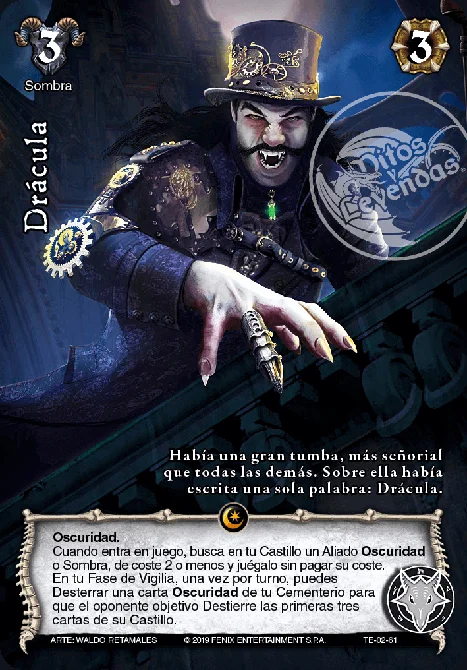 3
Sombra
3
Drácula
Mitos
y
Leyendas
Había una gran tumba, más señorial
que todas las demás. Sobre ella había
escrita una sola palabra: Drácula.
Oscuridad.
Cuando entra en juego, busca en tu Castillo un Aliado Oscuridad
o Sombra, de coste 2 o menos y juégalo sin pagar su coste.
En tu Fase de Vigilia, una vez por turno, puedes
Desterrar una carta Oscuridad de tu Cementerio para
que el oponente objetivo Destierre las primeras tres
cartas de su Castillo.
ARTE: WALDO RETAMALES © 2019 FENIX ENTERTAINMENT S.P.A. TE-02-61